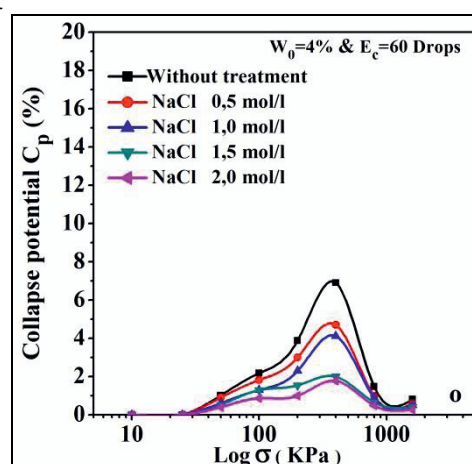 W₀=4% & E_c=60 Drops
Without treatment
NaCl 0,5 mol/l
NaCl 1,0 mol/l
NaCl 1,5 mol/l
NaCl 2,0 mol/l
Collapse potential C_p (%)
20
18
16
14
12
10
8
6
4
2
0
o
10 100 1000
Log σ ( KPa)